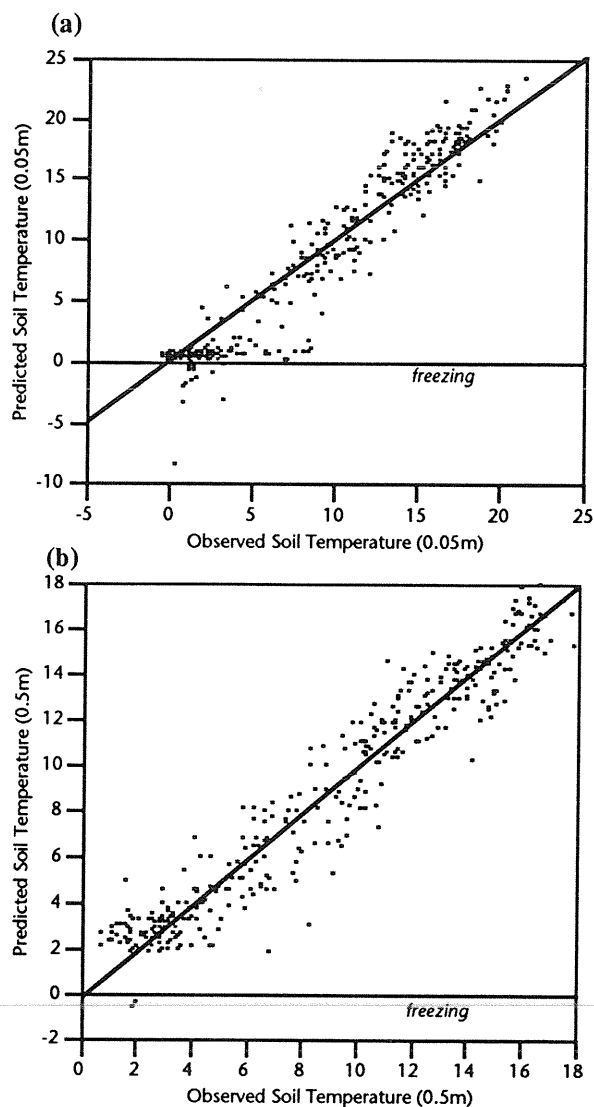 (a)
25
20
15
10
5
0
-5
-10
Predicted Soil Temperature (0.05m)
freezing
-5 0 5 10 15 20 25
Observed Soil Temperature (0.05m)
(b)
18
16
14
12
10
8
6
4
2
0
-2
Predicted Soil Temperature (0.5m)
freezing
0 2 4 6 8 10 12 14 16 18
Observed Soil Temperature (0.5m)